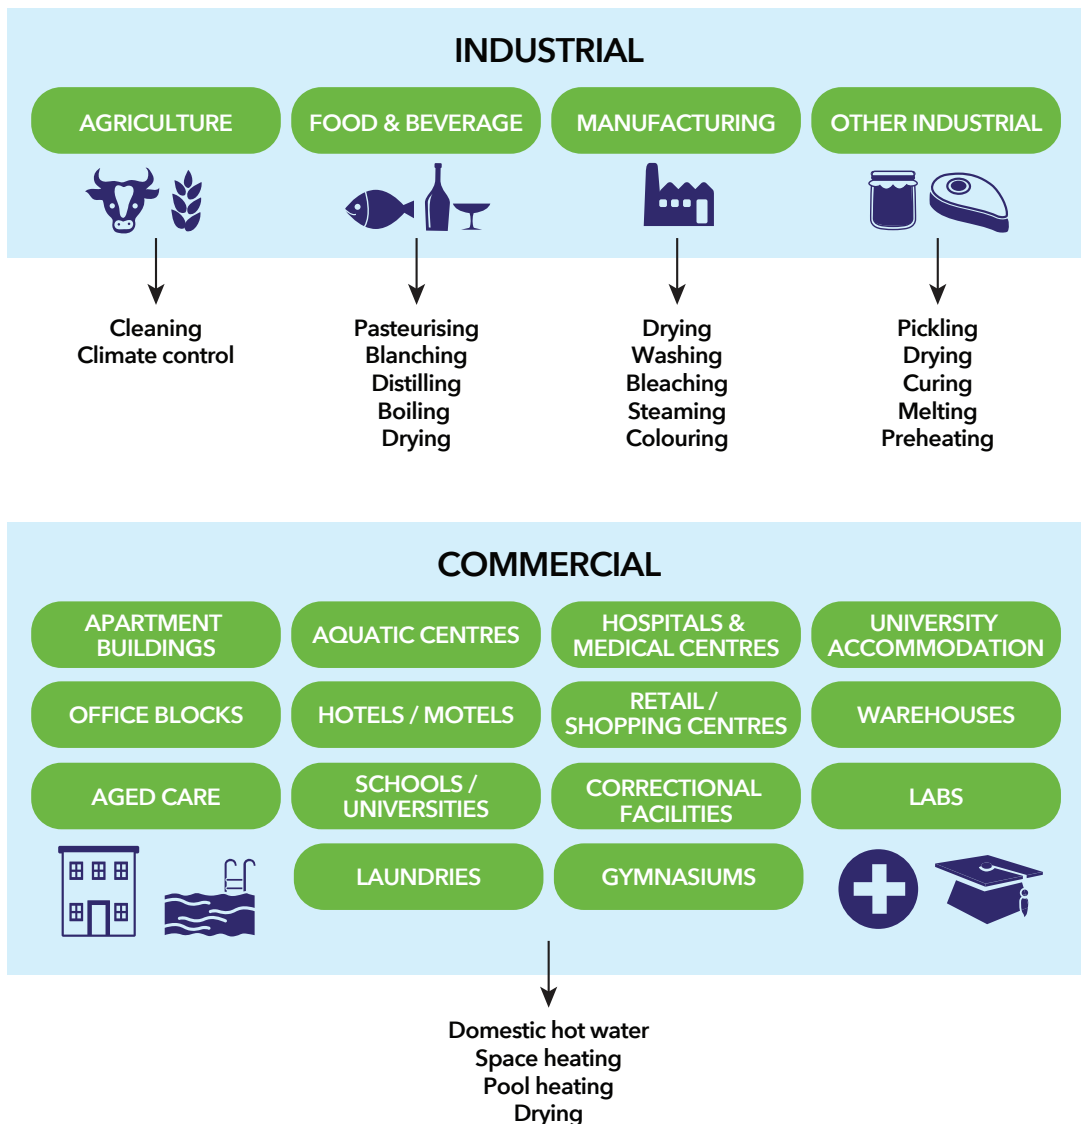 INDUSTRIAL
AGRICULTURE
FOOD & BEVERAGE
MANUFACTURING
OTHER INDUSTRIAL
Cleaning
Climate control
Pasteurising
Blanching
Distilling
Boiling
Drying
Drying
Washing
Bleaching
Steaming
Colouring
Pickling
Drying
Curing
Melting
Preheating
COMMERCIAL
APARTMENT
BUILDINGS
AQUATIC CENTRES
HOSPITALS &
MEDICAL CENTRES
UNIVERSITY
ACCOMMODATION
OFFICE BLOCKS
HOTELS / MOTELS
RETAIL /
SHOPPING CENTRES
WAREHOUSES
AGED CARE
SCHOOLS /
UNIVERSITIES
CORRECTIONAL
FACILITIES
LABS
LAUNDRIES
GYMNASIUMS
Domestic hot water
Space heating
Pool heating
Drying